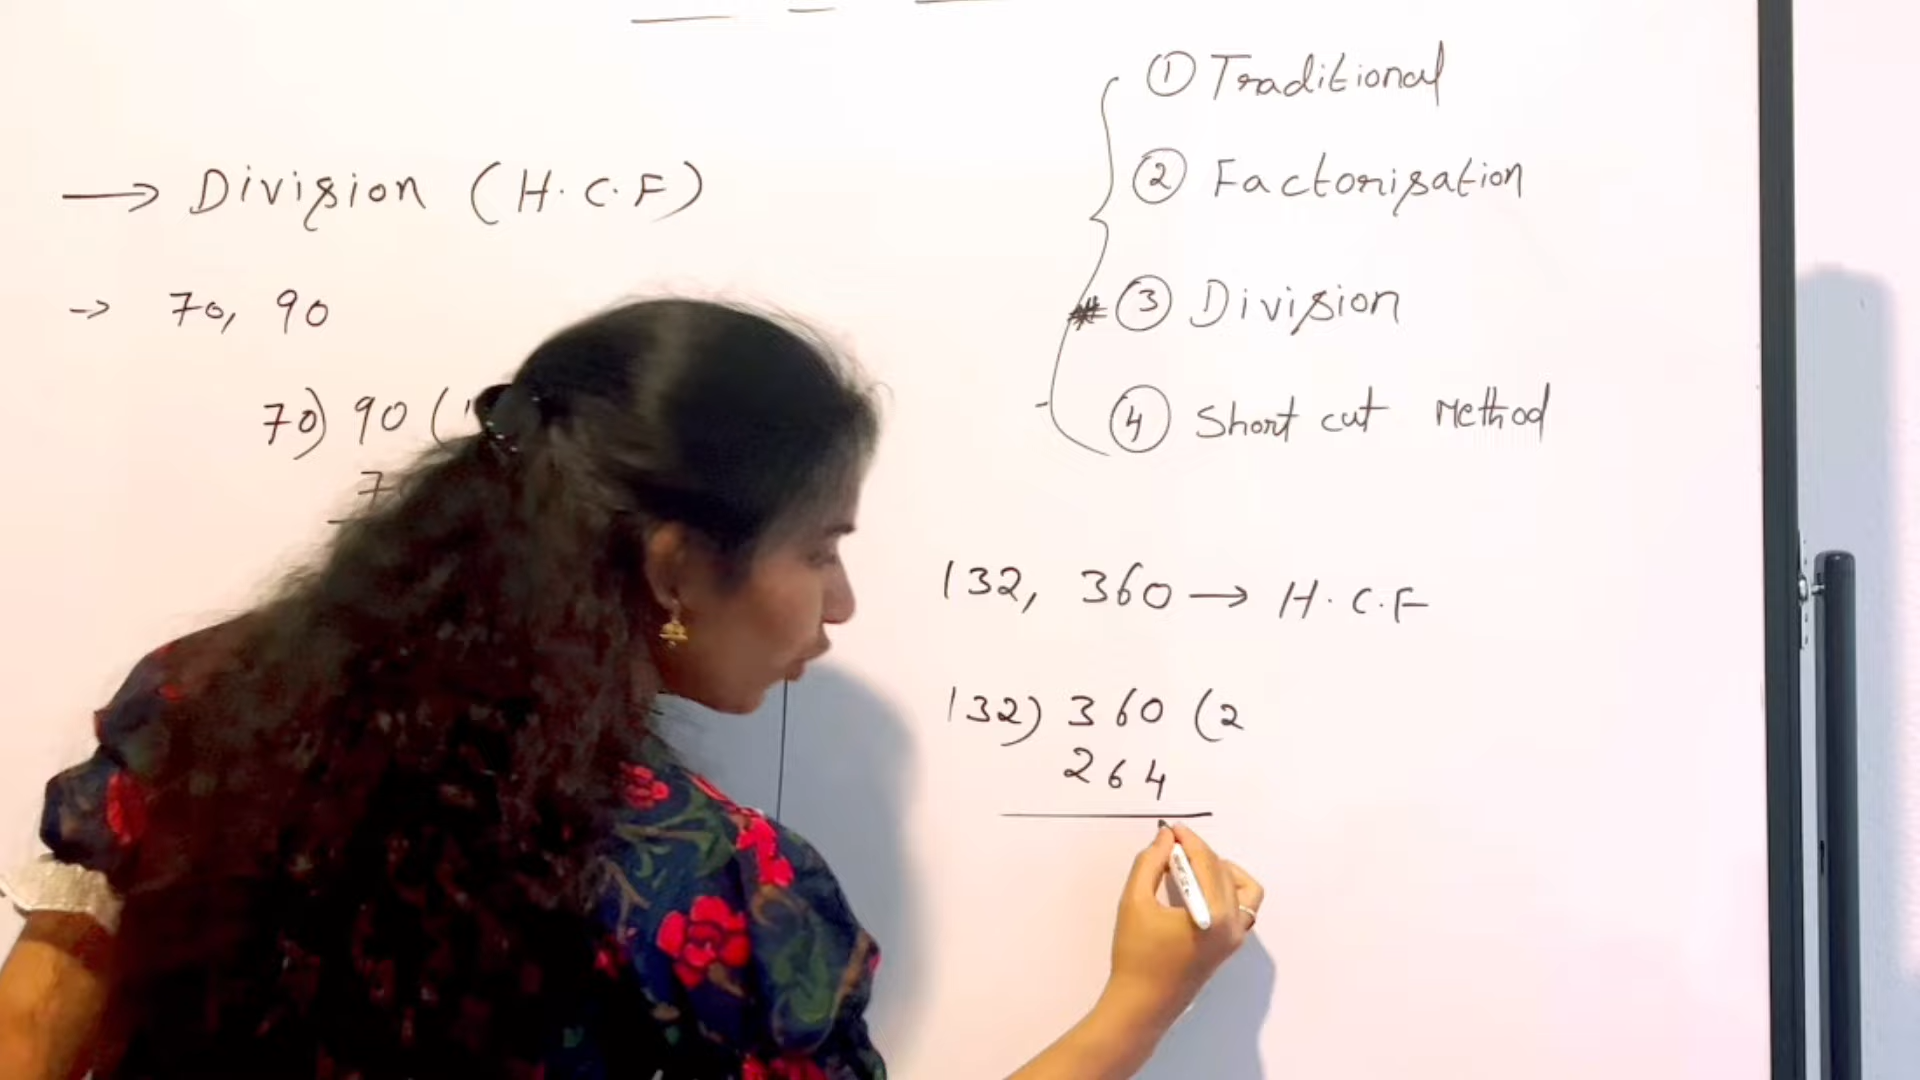 → Division (H.C.F)
→ 70, 90
70) 90 (
7
① Traditional
② Factorisation
③ Division
④ Short cut Method
132, 360 → H.C.F
132) 360 (2
264